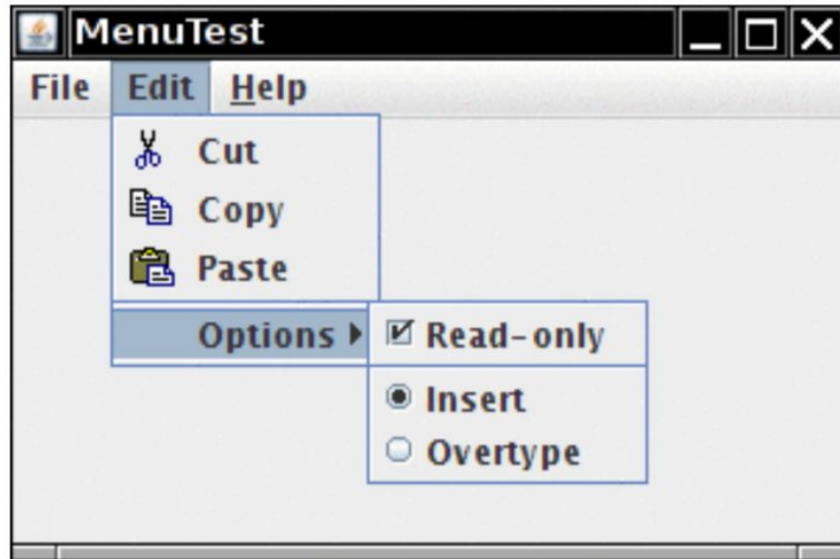 MenuTest
File Edit Help
Cut
Copy
Paste
Options
Read-only
Insert
Overtype